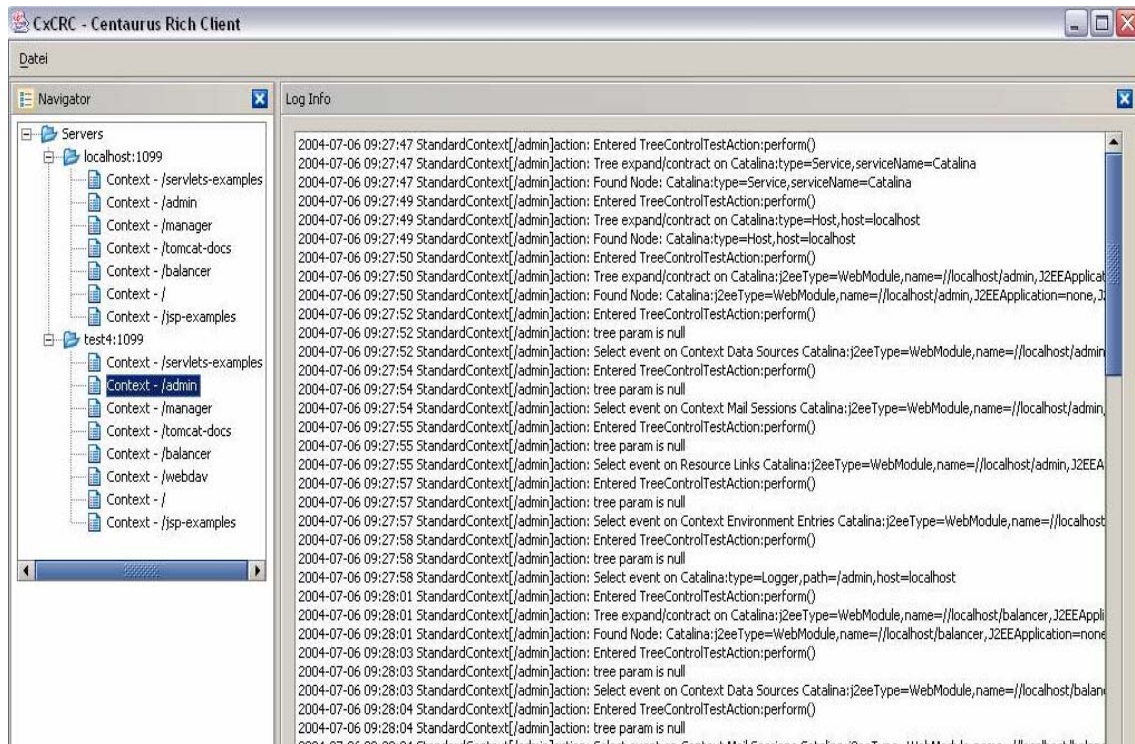 CxCRC - Centaurus Rich Client
Datei
Navigator
Servers
localhost:1099
Context - /servlets-examples
Context - /admin
Context - /manager
Context - /tomcat-docs
Context - /balancer
Context - /
Context - /jsp-examples
test4:1099
Context - /servlets-examples
Context - /admin
Context - /manager
Context - /tomcat-docs
Context - /balancer
Context - /webdav
Context - /
Context - /jsp-examples
Log Info
2004-07-06 09:27:47 StandardContext[/admin]action: Entered TreeControlTestAction:perform()
2004-07-06 09:27:47 StandardContext[/admin]action: Tree expand/contract on Catalina:type=Service,serviceName=Catalina
2004-07-06 09:27:47 StandardContext[/admin]action: Found Node: Catalina:type=Service,serviceName=Catalina
2004-07-06 09:27:49 StandardContext[/admin]action: Entered TreeControlTestAction:perform()
2004-07-06 09:27:49 StandardContext[/admin]action: Tree expand/contract on Catalina:type=Host,host=localhost
2004-07-06 09:27:49 StandardContext[/admin]action: Found Node: Catalina:type=Host,host=localhost
2004-07-06 09:27:50 StandardContext[/admin]action: Entered TreeControlTestAction:perform()
2004-07-06 09:27:50 StandardContext[/admin]action: Tree expand/contract on Catalina:j2eeType=WebModule,name=//localhost/admin,J2EEApplicat
2004-07-06 09:27:50 StandardContext[/admin]action: Found Node: Catalina:j2eeType=WebModule,name=//localhost/admin,J2EEApplication=none,J
2004-07-06 09:27:52 StandardContext[/admin]action: Entered TreeControlTestAction:perform()
2004-07-06 09:27:52 StandardContext[/admin]action: tree param is null
2004-07-06 09:27:52 StandardContext[/admin]action: Select event on Context Data Sources Catalina:j2eeType=WebModule,name=//localhost/admin
2004-07-06 09:27:54 StandardContext[/admin]action: Entered TreeControlTestAction:perform()
2004-07-06 09:27:54 StandardContext[/admin]action: tree param is null
2004-07-06 09:27:54 StandardContext[/admin]action: Select event on Context Mail Sessions Catalina:j2eeType=WebModule,name=//localhost/admin,
2004-07-06 09:27:55 StandardContext[/admin]action: Entered TreeControlTestAction:perform()
2004-07-06 09:27:55 StandardContext[/admin]action: tree param is null
2004-07-06 09:27:55 StandardContext[/admin]action: Select event on Resource Links Catalina:j2eeType=WebModule,name=//localhost/admin,J2EEA
2004-07-06 09:27:57 StandardContext[/admin]action: Entered TreeControlTestAction:perform()
2004-07-06 09:27:57 StandardContext[/admin]action: tree param is null
2004-07-06 09:27:57 StandardContext[/admin]action: Select event on Context Environment Entries Catalina:j2eeType=WebModule,name=//localhost
2004-07-06 09:27:58 StandardContext[/admin]action: Entered TreeControlTestAction:perform()
2004-07-06 09:27:58 StandardContext[/admin]action: tree param is null
2004-07-06 09:27:58 StandardContext[/admin]action: Select event on Catalina:type=Logger,path=/admin,host=localhost
2004-07-06 09:28:01 StandardContext[/admin]action: Entered TreeControlTestAction:perform()
2004-07-06 09:28:01 StandardContext[/admin]action: Tree expand/contract on Catalina:j2eeType=WebModule,name=//localhost/balancer,J2EEAppli
2004-07-06 09:28:01 StandardContext[/admin]action: Found Node: Catalina:j2eeType=WebModule,name=//localhost/balancer,J2EEApplication=none
2004-07-06 09:28:03 StandardContext[/admin]action: Entered TreeControlTestAction:perform()
2004-07-06 09:28:03 StandardContext[/admin]action: tree param is null
2004-07-06 09:28:03 StandardContext[/admin]action: Select event on Context Data Sources Catalina:j2eeType=WebModule,name=//localhost/balan
2004-07-06 09:28:04 StandardContext[/admin]action: Entered TreeControlTestAction:perform()
2004-07-06 09:28:04 StandardContext[/admin]action: tree param is null